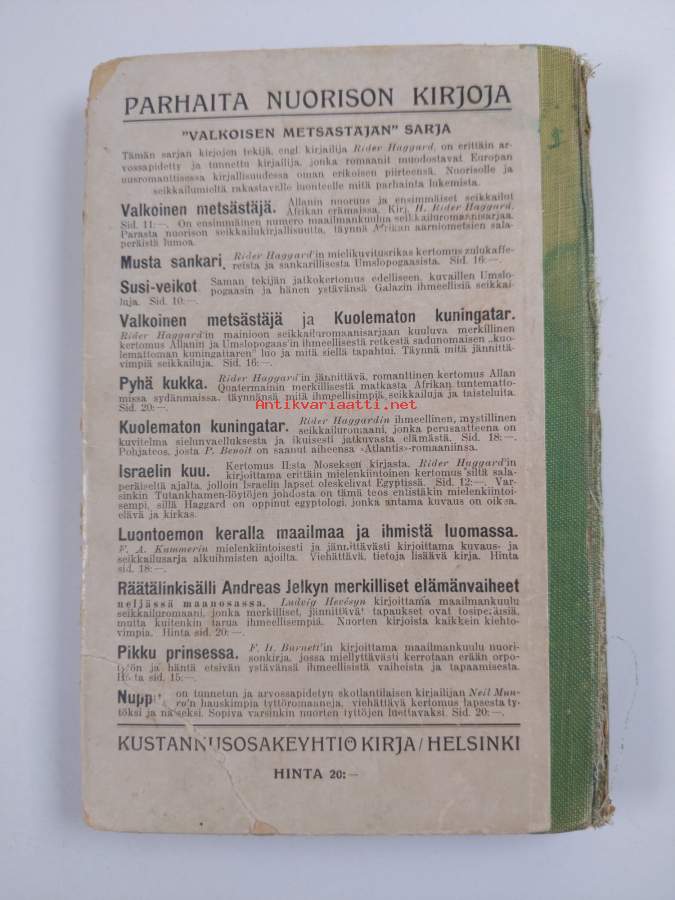 PARHAITA NUORISON KIRJOJA
"VALKOISEN METSÄSTÄJÄN" SARJA
Tämän sarjan kirjojen tekijä, engl. kirjailija Rider Haggard, on erittäin ar-
vossapidetty ja tunnettu kirjailija, jonka romaanit muodostavat Europan
uusromanttisessa kirjallisuudessa oman erikoisen piirteensä. Nuorisolle ja
seikkailumieltä rakastavalle luonteelle mitä parhainta lukemista.
Valkoinen metsästäjä. Allanin nuoruus ja ensimmäiset seikkailut
Afrikan erämaissa. Kirj. H. Rider Haggard.
Sid. 11:—. On ensimmäinen numero maailmankuulua seikkailuromaanisarjaa.
Parasta nuorison seikkailukirjallisuutta, täynnä Afrikan aarniometsien sala-
peräistä lumoa.
Musta sankari. Rider Haggard'in mielikuvitusrikas kertomus zulukaffe-
reista ja sankarillisesta Umslopogaasista. Sid. 16:—.
Susi-veikot. Saman tekijän jatkokertomus edelliseen, kuvaillen Umslo-
pogaasin ja hänen ystävänsä Galazin ihmeellisiä seikkai-
luja. Sid. 10:—.
Valkoinen metsästäjä ja Kuolematon kuningatar.
Rider Haggard'in mainioon seikkailuromaanisarjaan kuuluva merkillinen
kertomus Allanin ja Umslopogaas'in ihmeellisestä retkestä sadunomaisen „kuo-
lemattoman kuningattaren" luo ja mitä siellä tapahtui. Täynnä mitä jännittä-
vimpiä seikkailuja. Sid. 16:—.
Pyhä kukka. Rider Haggard'in jännittävä, romanttinen kertomus Allan
Quatermainin merkillisestä matkasta Afrikan tuntematto-
missa sydänmaissa, täynnänsä mitä ihmeellisimpiä seikkailuja ja taisteluita.
Sid. 20:—.
Antikvariaatti.net
Kuolematon kuningatar. Rider Haggardin ihmeellinen, mystillinen
seikkailuromaani, jonka perusaatteena on
kuvitelma sielunvaelluksesta ja ikuisesti jatkuvasta elämästä. Sid. 18:—.
Pohjateos, josta P. Benoit on saanut aiheensa »Atlantis»-romaaniinsa.
Israelin kuu. Kertomus II:sta Moseksen kirjasta. Rider Haggard'in
kirjoittama erittäin mielenkiintoinen kertomus siltä sala-
peräiseltä ajalta, jolloin Israelin lapset oleskelivat Egyptissä. Sid. 12:—. Var-
sinkin Tutankhamen-löytöjen johdosta on tämä teos entistäkin mielenkiintoi-
sempi, sillä Haggard on oppinut egyptologi, jonka antama kuvaus on oikea,
elävä ja kirkas.
Luontoemon keralla maailmaa ja ihmistä luomassa.
F. A. Kummerin mielenkiintoisesti ja jännittävästi kirjoittama kuvaus- ja
seikkailusarja alkuihmisten ajoilta. Viehättävä, tietoja lisäävä kirja. Hinta
sid. 18:—.
Räätälinkisälli Andreas Jelkyn merkilliset elämänvaiheet
neljässä maanosassa. Ludvig Hevésyn kirjoittama maailmankuulu
seikkailuromaani, jonka merkilliset, jännittävät tapaukset ovat tosiperäisiä,
mutta kuitenkin tarua ihmeellisempiä. Nuorten kirjoista kaikkein kiehto-
vimpia. Hinta sid. 20:—.
Pikku prinsessa. F. H. Burnett'in kirjoittama maailmankuulu nuori-
sonkirja, jossa miellyttävästi kerrotaan erään orpo-
tytön ja häntä etsivän ystävänsä ihmeellisistä vaiheista ja tapaamisesta.
Hinta sid. 15:—.
Nuppu on tunnetun ja arvossapidetyn skotlantilaisen kirjailijan Neil Mun-
ro'n hauskimpia tyttöromaaneja, viehättävä kertomus lapsesta ty-
töksi ja naiseksi. Sopiva varsinkin nuorten tyttöjen luettavaksi. Sid. 20:—.
KUSTANNUSOSAKEYHTIÖ KIRJA / HELSINKI
HINTA 20:—